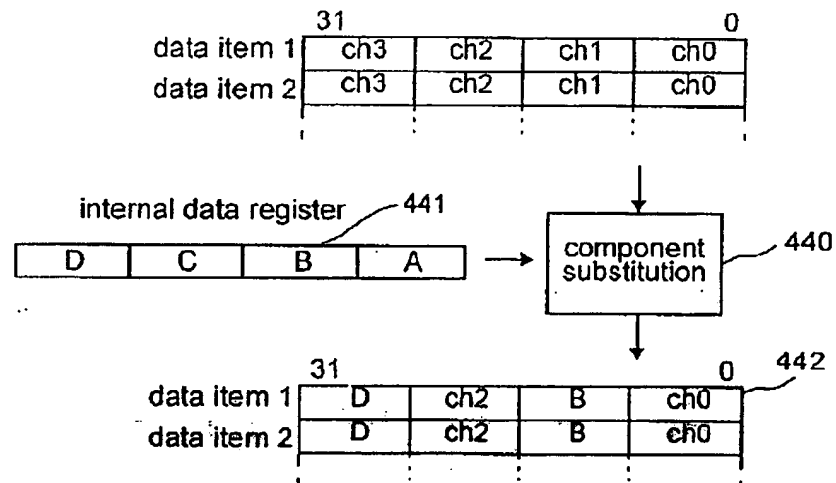 31 0
data item 1 ch3 ch2 ch1 ch0
data item 2 ch3 ch2 ch1 ch0
internal data register 441
D C B A
component
substitution
440
31 0
442
data item 1 D ch2 B ch0
data item 2 D ch2 B ch0